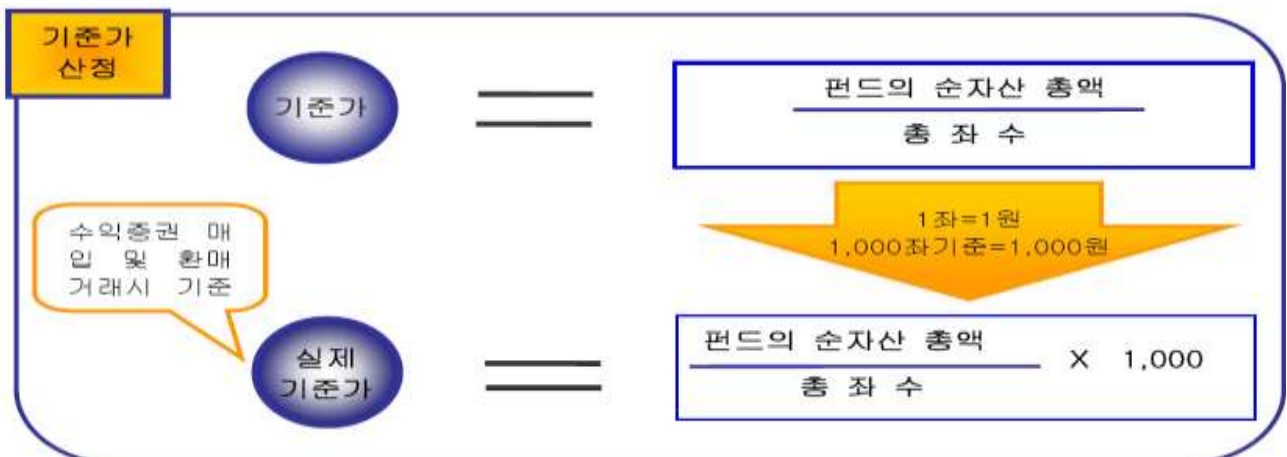 기준가
산정
기준가
펀드의 순자산 총액
총 좌 수
수익증권 매
입 및 환매
거래시 기준
1좌=1원
1,000좌기준=1,000원
실제
기준가
펀드의 순자산 총액
총 좌 수
X 1,000